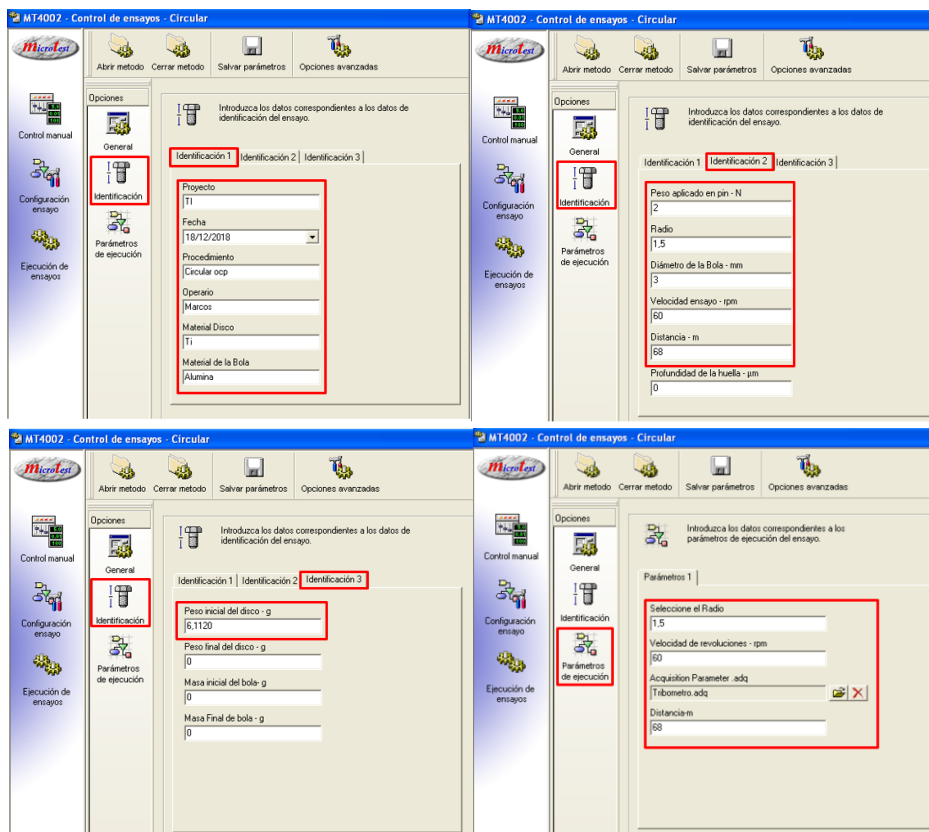 MT4002 - Control de ensayos - Circular
Microtest
Abrir metodo
Cerrar metodo
Salvar parámetros
Opciones avanzadas
Control manual
Configuración
ensayo
Ejecución de
ensayos
Opciones
General
Identificación
Parámetros
de ejecución
Introduzca los datos correspondientes a los datos de
identificación del ensayo.
Identificación 1
Identificación 2
Identificación 3
Proyecto
TI
Fecha
18/12/2018
Procedimiento
Circular ocp
Operario
Marcos
Material Disco
Ti
Material de la Bola
Alumina
MT4002 - Control de ensayos - Circular
Microtest
Abrir metodo
Cerrar metodo
Salvar parámetros
Opciones avanzadas
Control manual
Configuración
ensayo
Ejecución de
ensayos
Opciones
General
Identificación
Parámetros
de ejecución
Introduzca los datos correspondientes a los datos de
identificación del ensayo.
Identificación 1
Identificación 2
Identificación 3
Peso aplicado en pin - N
2
Radio
1,5
Diámetro de la Bola - mm
3
Velocidad ensayo - rpm
60
Distancia - m
68
Profundidad de la huella - µm
0
MT4002 - Control de ensayos - Circular
Microtest
Abrir metodo
Cerrar metodo
Salvar parámetros
Opciones avanzadas
Control manual
Configuración
ensayo
Ejecución de
ensayos
Opciones
General
Identificación
Parámetros
de ejecución
Introduzca los datos correspondientes a los datos de
identificación del ensayo.
Identificación 1
Identificación 2
Identificación 3
Peso inicial del disco - g
6,1120
Peso final del disco - g
0
Masa inicial del bola- g
0
Masa Final de bola - g
0
MT4002 - Control de ensayos - Circular
Microtest
Abrir metodo
Cerrar metodo
Salvar parámetros
Opciones avanzadas
Control manual
Configuración
ensayo
Ejecución de
ensayos
Opciones
General
Identificación
Parámetros
de ejecución
Introduzca los datos correspondientes a los
parámetros de ejecución del ensayo.
Parámetros 1
Seleccione el Radio
1,5
Velocidad de revoluciones - rpm
60
Acquisition Parameter .adq
Tribometro.adq
Distancia-m
68